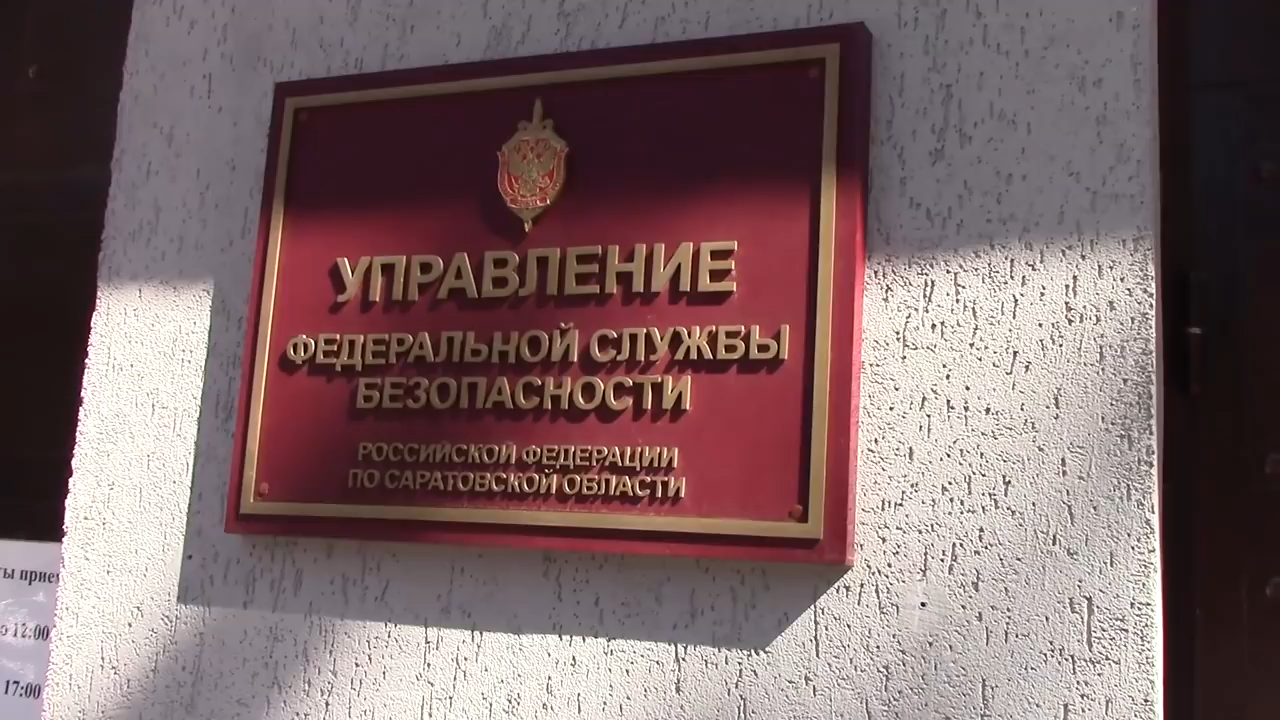 УПРАВЛЕНИЕ
ФЕДЕРАЛЬНОЙ СЛУЖБЫ
БЕЗОПАСНОСТИ
РОССИЙСКОЙ ФЕДЕРАЦИИ
ПО САРАТОВСКОЙ ОБЛАСТИ
12:00
17:00